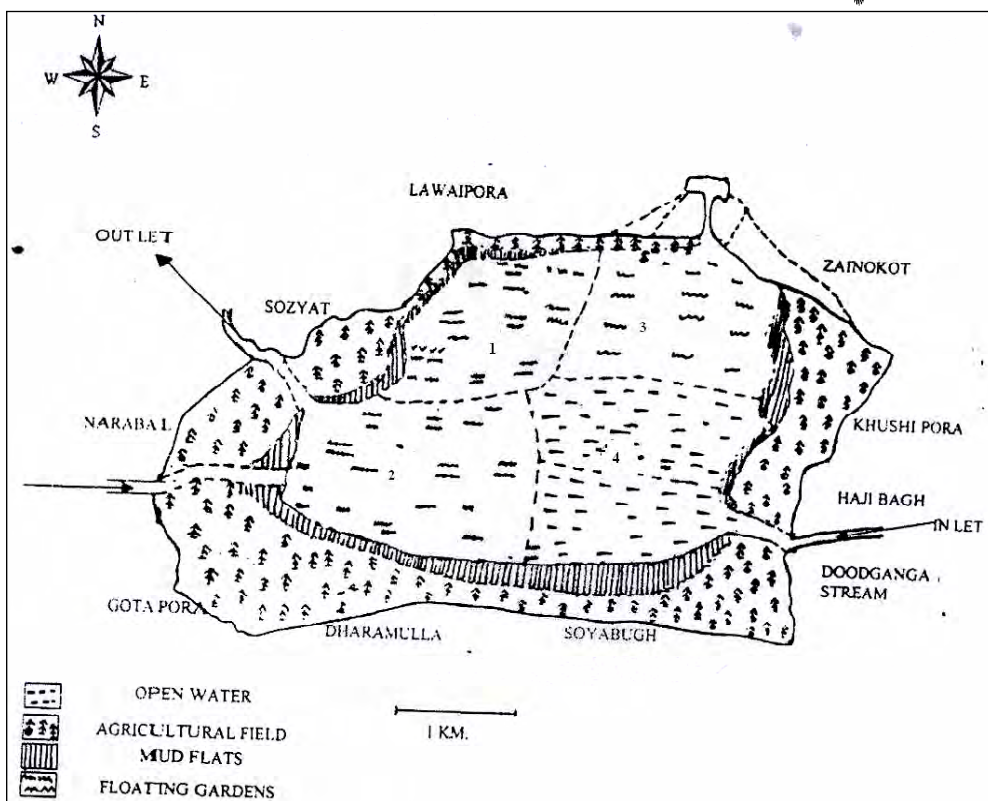 N
W E
S
LAWAIPORA
OUT LET
ZAINOKOT
SOZYAT
3
1
NARABAL
KHUSHI PORA
2
4
HAJI BAGH
IN LET
DOODGANGA
STREAM
GOTA PORA
DHARAMULLA
SOYABUGH
OPEN WATER
AGRICULTURAL FIELD
1 KM.
MUD FLATS
FLOATING GARDENS